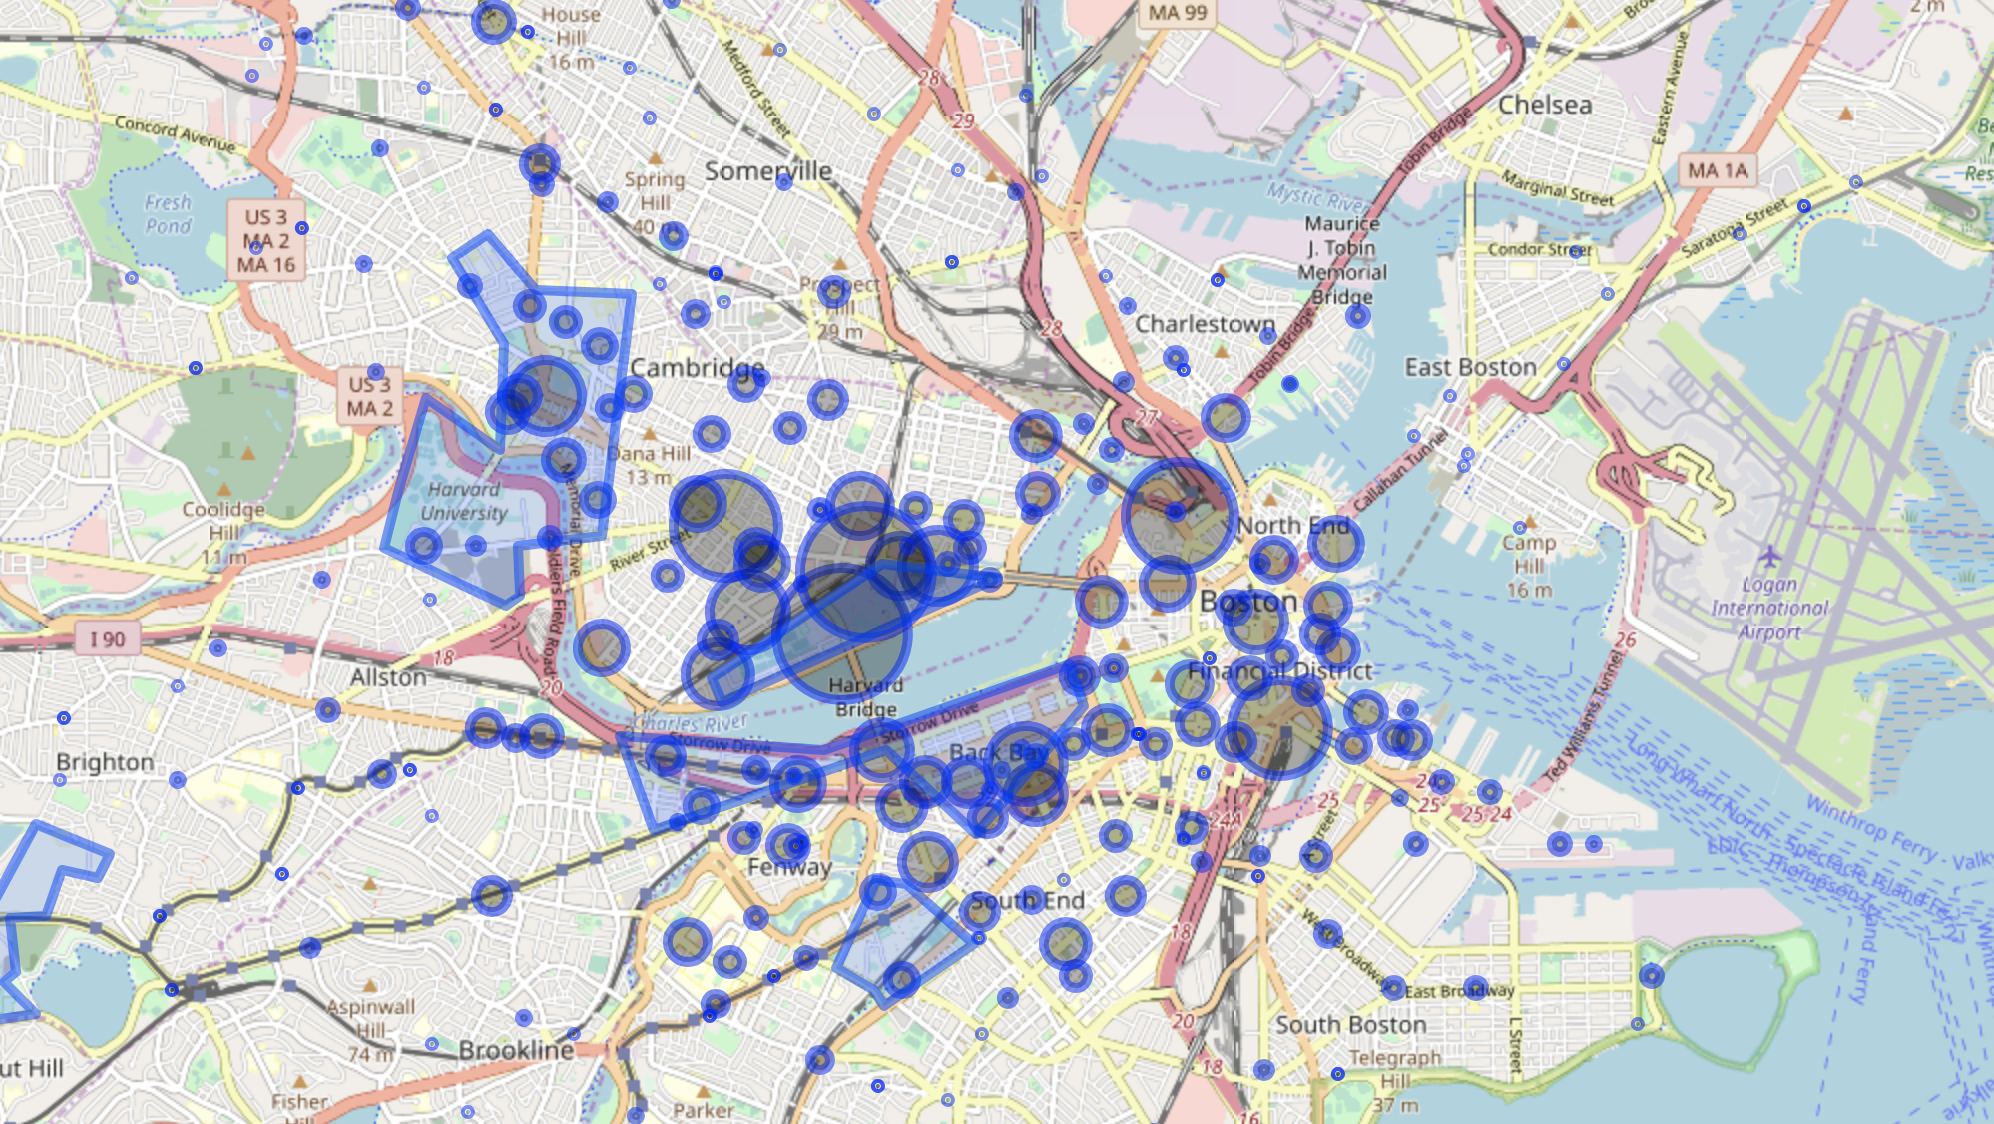 House
Hill
16 m
MA 99
2 m
28
Medford Street
29
Chelsea
Eastern Avenue
Concord Avenue
Tobin Bridge
Somerville
MA 1A
Spring
Hill
40 m
Marginal Street
Fresh
Pond
Mystic River
US 3
MA 2
MA 16
Maurice
J. Tobin
Memorial
Bridge
Saratoga Street
Condor Street
Prospect
Hill
29 m
28
Charlestown
Tobin Bridge
Cambridge
East Boston
US 3
MA 2
27
Dana Hill
13 m
Callahan Tunnel
Harvard
University
Memorial Drive
Coolidge
Hill
11 m
North End
River Street
Camp
Hill
16 m
Logan
International
Airport
Soldiers Field Road
Boston
I 90
18
26
Allston
20
Financial District
Harvard
Bridge
Charles River
Storrow Drive
Storrow Drive
Back Bay
Brighton
Ted Williams Tunnel
24
25
25
25-24
24A
Fenway
South End
18
West Broadway
East Broadway
L Street
Aspinwall
Hill
74 m
20
South Boston
Brookline
Telegraph
Hill
37 m
18
ut Hill
Fisher
Parker
16
Long Wharf North - Spectacle Island Fe
Winthrop Ferry - Valk